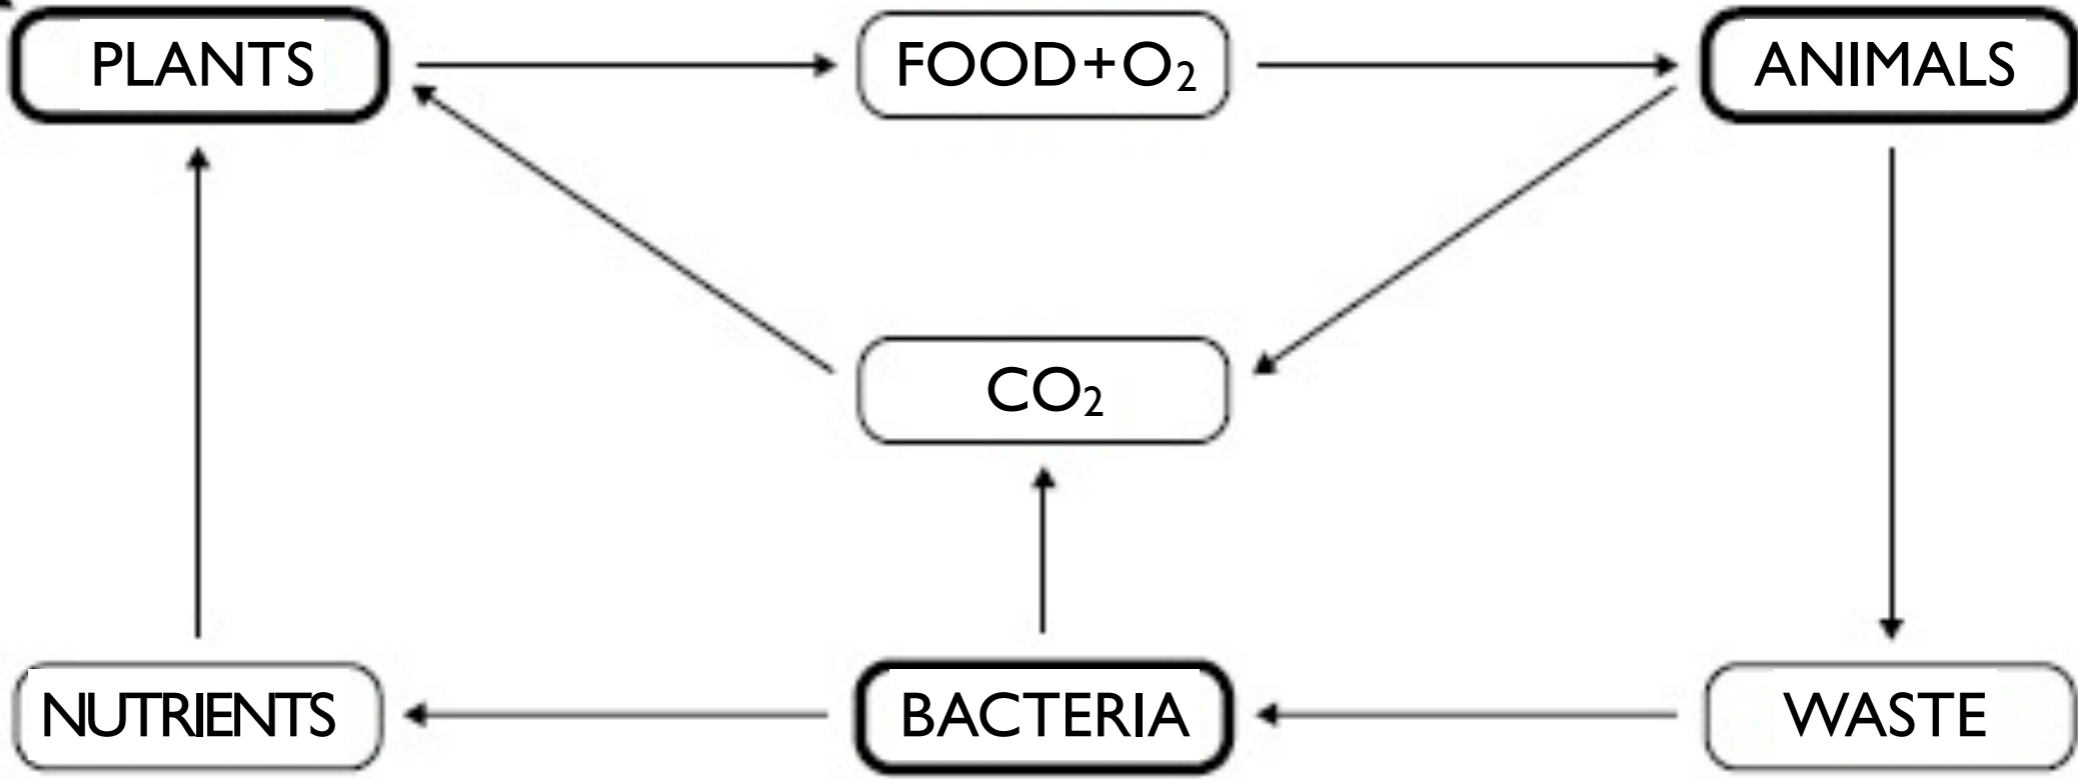 PLANTS
FOOD+O₂
ANIMALS
CO₂
NUTRIENTS
BACTERIA
WASTE